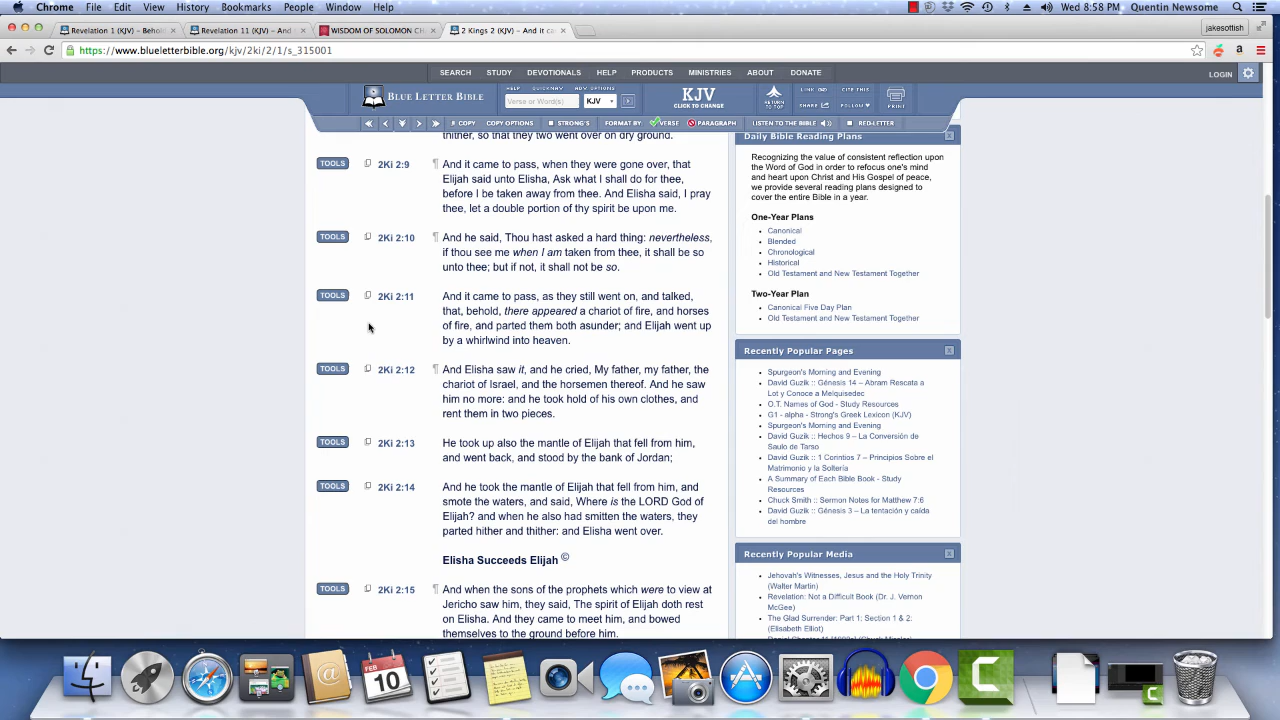 Chrome File Edit View History Bookmarks People Window Help
Wed 8:58 PM Quentin Newsome
Revelation 1 (KJV) - Behol
Revelation 11 (KJV) - And
WISDOM OF SOLOMON CH
2 Kings 2 (KJV) - And it ca
jakesoffish
https://www.blueletterbible.org/kjv/2ki/2/1/s_315001
SEARCH STUDY DEVOTIONALS HELP PRODUCTS MINISTRIES ABOUT DONATE
LOGIN
BLUE LETTER BIBLE
HELP QUICKNAV ADV OPTIONS
Verse or Word(s) KJV
KJV
CLICK TO CHANGE
RETURN TO TOP
LINK CITE THIS
SHARE FOLLOW
PRINT
COPY COPY OPTIONS STRONG'S FORMAT BY VERSE PARAGRAPH LISTEN TO THE BIBLE RED-LETTER
thither, so that they two went over on dry ground.
TOOLS 2Ki 2:9 ¶ And it came to pass, when they were gone over, that
Elijah said unto Elisha, Ask what I shall do for thee,
before I be taken away from thee. And Elisha said, I pray
thee, let a double portion of thy spirit be upon me.
TOOLS 2Ki 2:10 ¶ And he said, Thou hast asked a hard thing: nevertheless,
if thou see me when I am taken from thee, it shall be so
unto thee; but if not, it shall not be so.
TOOLS 2Ki 2:11 And it came to pass, as they still went on, and talked,
that, behold, there appeared a chariot of fire, and horses
of fire, and parted them both asunder; and Elijah went up
by a whirlwind into heaven.
TOOLS 2Ki 2:12 ¶ And Elisha saw it, and he cried, My father, my father, the
chariot of Israel, and the horsemen thereof. And he saw
him no more: and he took hold of his own clothes, and
rent them in two pieces.
TOOLS 2Ki 2:13 He took up also the mantle of Elijah that fell from him,
and went back, and stood by the bank of Jordan;
TOOLS 2Ki 2:14 And he took the mantle of Elijah that fell from him, and
smote the waters, and said, Where is the LORD God of
Elijah? and when he also had smitten the waters, they
parted hither and thither: and Elisha went over.
Elisha Succeeds Elijah ©
TOOLS 2Ki 2:15 ¶ And when the sons of the prophets which were to view at
Jericho saw him, they said, The spirit of Elijah doth rest
on Elisha. And they came to meet him, and bowed
themselves to the ground before him.
Daily Bible Reading Plans
Recognizing the value of consistent reflection upon
the Word of God in order to refocus one's mind
and heart upon Christ and His Gospel of peace,
we provide several reading plans designed to
cover the entire Bible in a year.
One-Year Plans
Canonical
Blended
Chronological
Historical
Old Testament and New Testament Together
Two-Year Plan
Canonical Five Day Plan
Old Testament and New Testament Together
Recently Popular Pages
Spurgeon's Morning and Evening
David Guzik :: Génesis 14 – Abram Rescata a
Lot y Conoce a Melquisedec
O.T. Names of God - Study Resources
G1 - alpha - Strong's Greek Lexicon (KJV)
Spurgeon's Morning and Evening
David Guzik :: Hechos 9 – La Conversión de
Saulo de Tarso
David Guzik :: 1 Corintios 7 – Principios Sobre el
Matrimonio y la Soltería
A Summary of Each Bible Book - Study
Resources
Chuck Smith :: Sermon Notes for Matthew 7:6
David Guzik :: Génesis 3 – La tentación y caída
del hombre
Recently Popular Media
Jehovah's Witnesses, Jesus and the Holy Trinity
(Walter Martin)
Revelation: Not a Difficult Book (Dr. J. Vernon
McGee)
The Glad Surrender: Part 1; Section 1 & 2:
(Elisabeth Elliot)
FEB
10